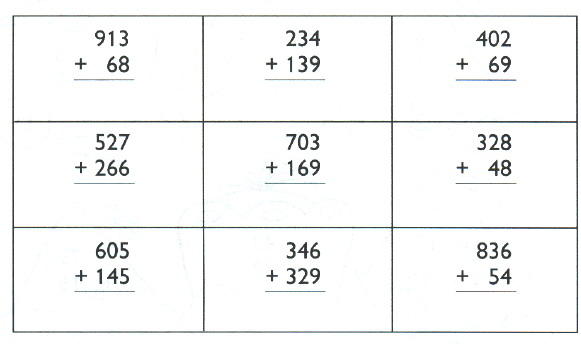 913 234 402
+ 68 + 139 + 69
527 703 328
+ 266 + 169 + 48
605 346 836
+ 145 + 329 + 54